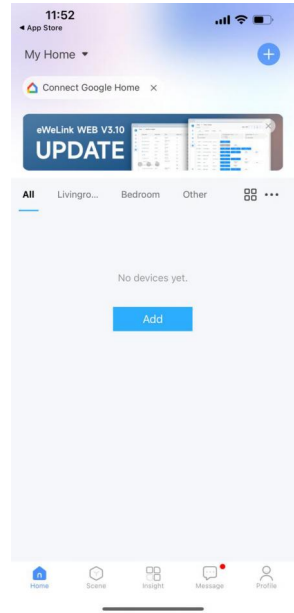 11:52
◀ App Store
My Home
Connect Google Home ×
eWeLink WEB V3.10
UPDATE
All Livingro... Bedroom Other
No devices yet.
Add
Home Scene Insight Message Profile